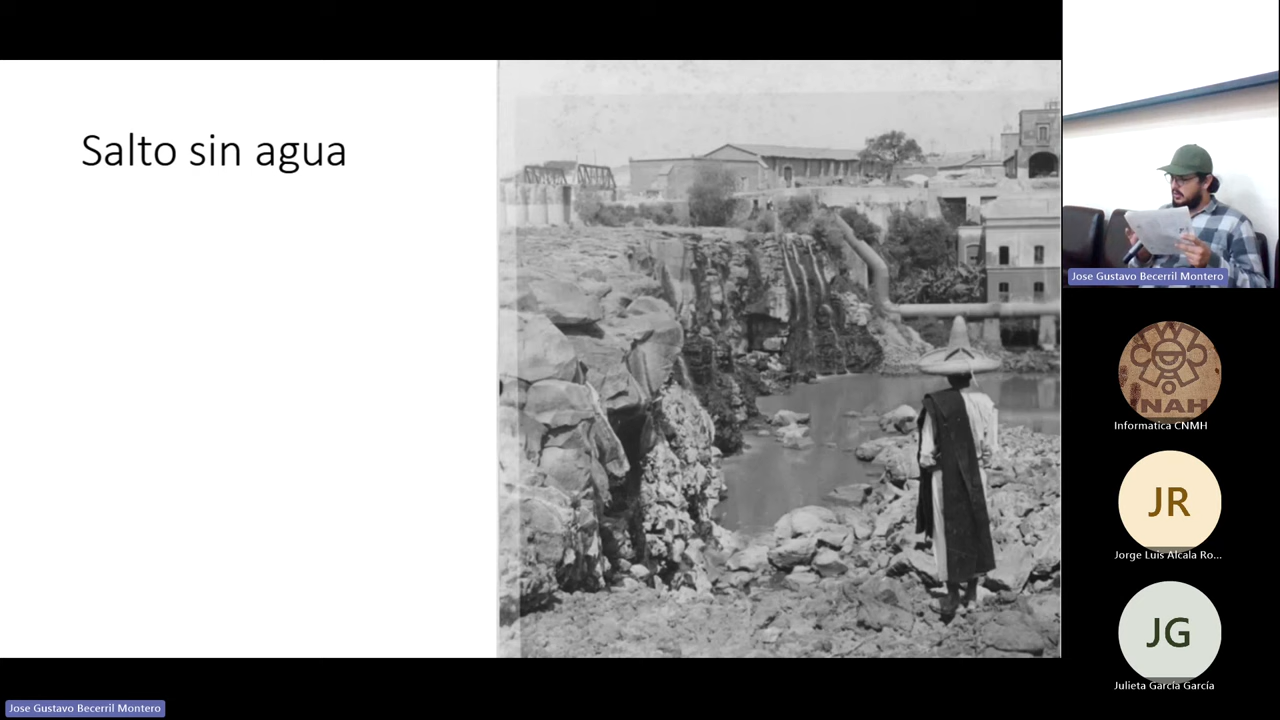 Salto sin agua
Jose Gustavo Becerril Montero
INAH
Informatica CNMH
JR
Jorge Luis Alcala Ro...
JG
Julieta García García
Jose Gustavo Becerril Montero